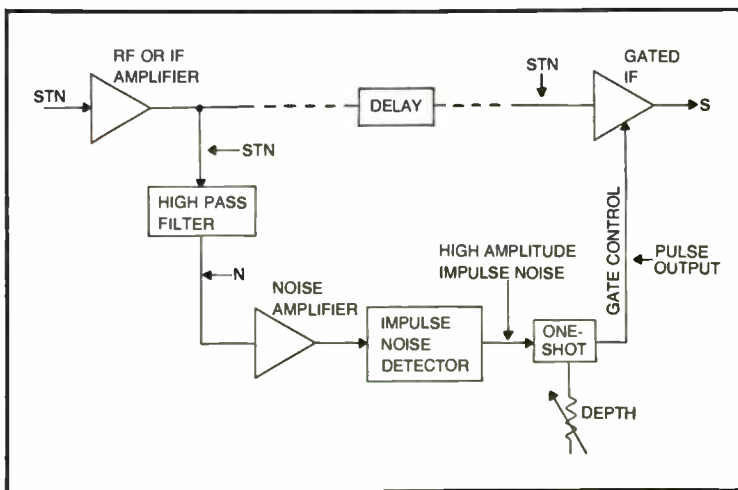 RF OR IF
AMPLIFIER
STN
DELAY
STN
GATED
IF
S
STN
HIGH PASS
FILTER
N
NOISE
AMPLIFIER
IMPULSE
NOISE
DETECTOR
HIGH AMPLITUDE
IMPULSE NOISE
ONE-
SHOT
GATE CONTROL
PULSE
OUTPUT
DEPTH